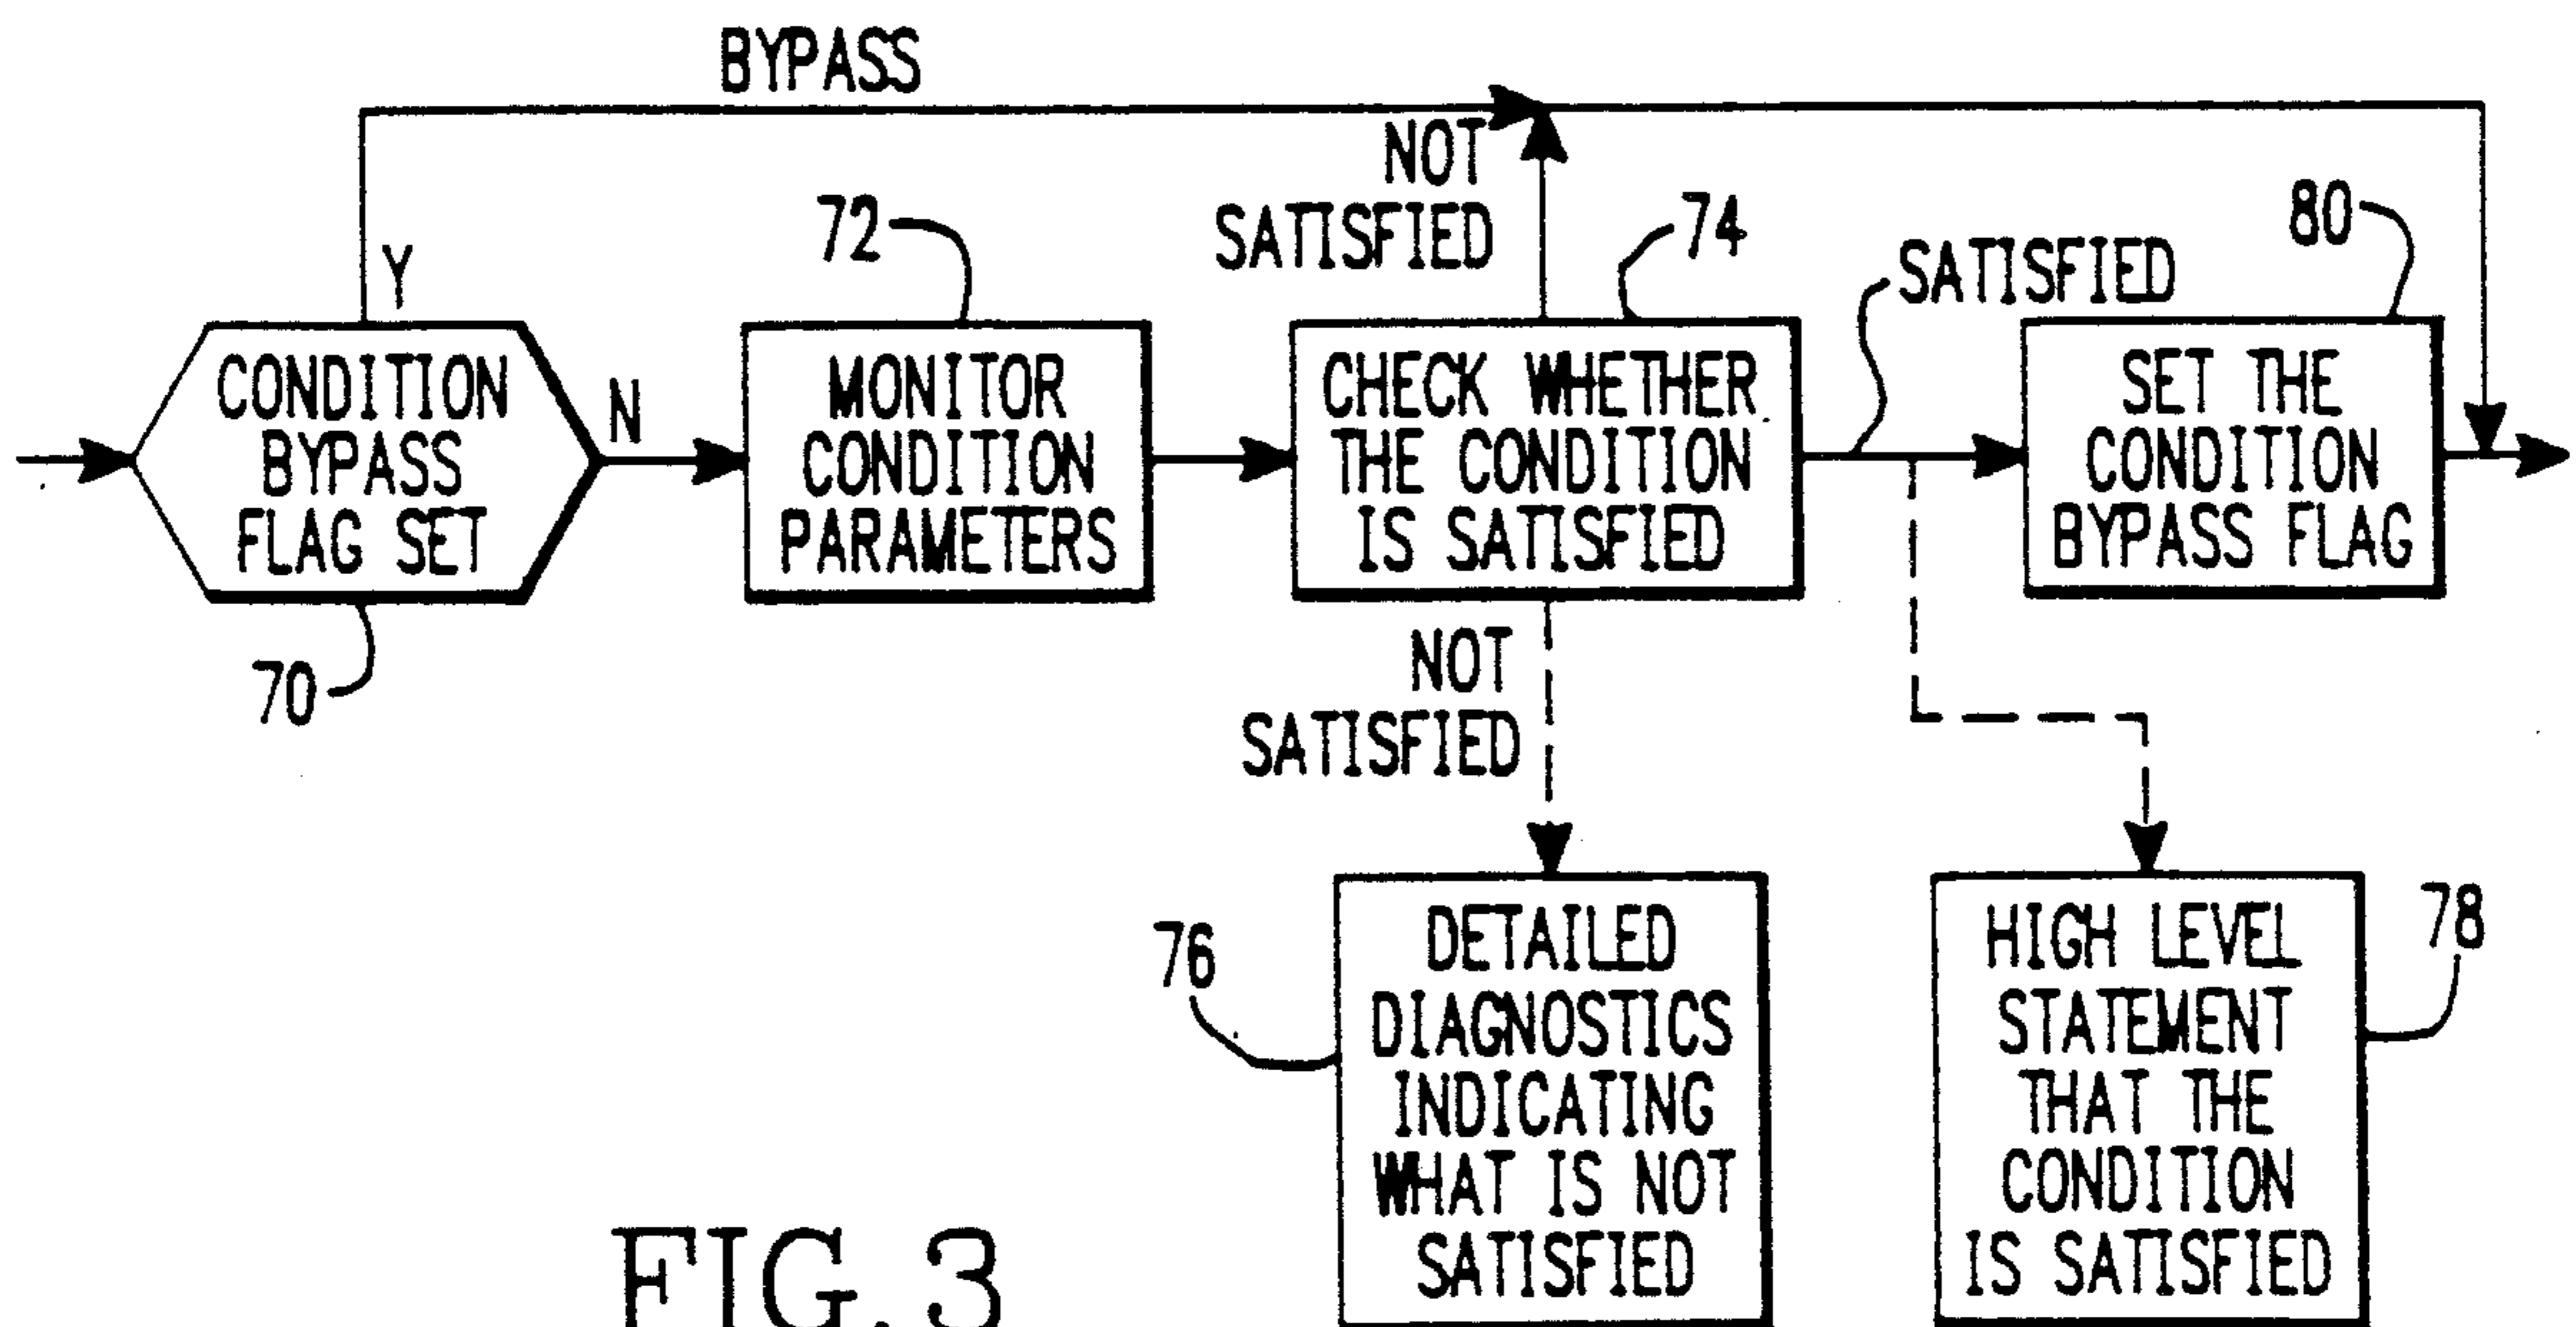 BYPASS
NOT
SATISFIED
72
74
80
SATISFIED
Y
CONDITION
BYPASS
FLAG SET
N
MONITOR
CONDITION
PARAMETERS
CHECK WHETHER
THE CONDITION
IS SATISFIED
SET THE
CONDITION
BYPASS FLAG
70
NOT
SATISFIED
76
DETAILED
DIAGNOSTICS
INDICATING
WHAT IS NOT
SATISFIED
HIGH LEVEL
STATEMENT
THAT THE
CONDITION
IS SATISFIED
78
FIG. 3